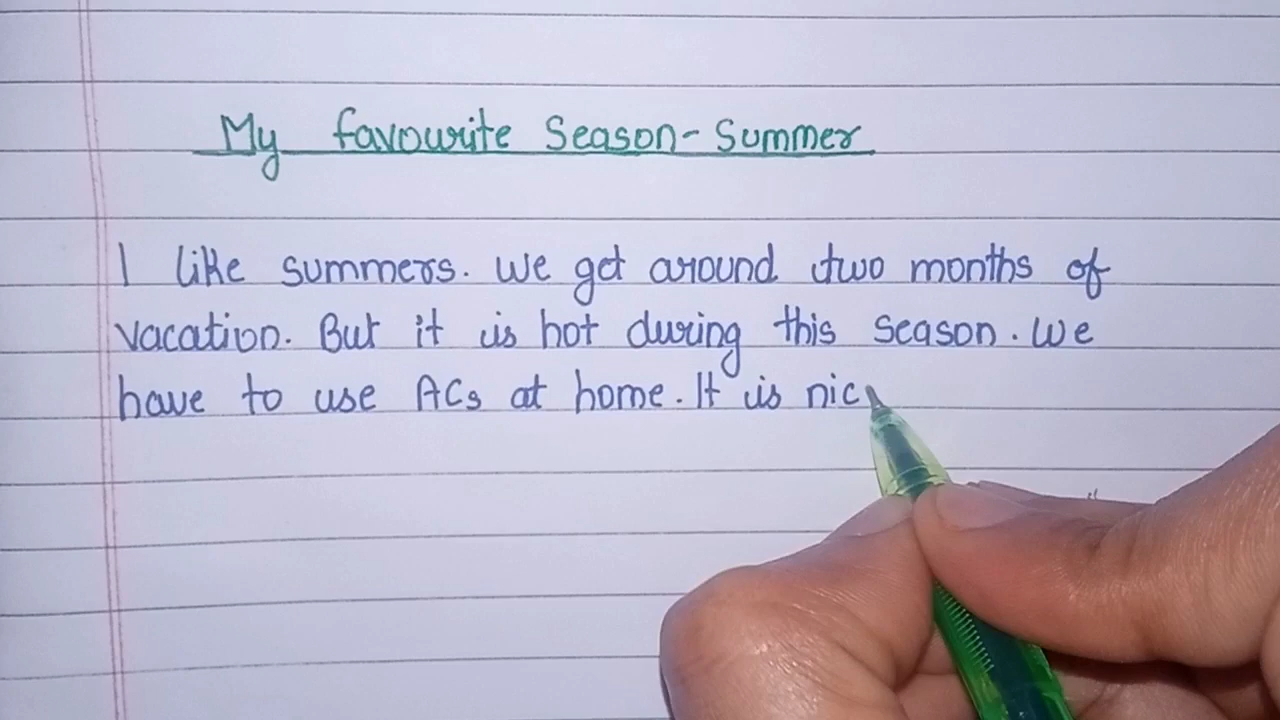 My favourite Season-Summer
I like summers. We get around two months of
vacation. But it is hot during this season. We
have to use ACs at home. It is nic